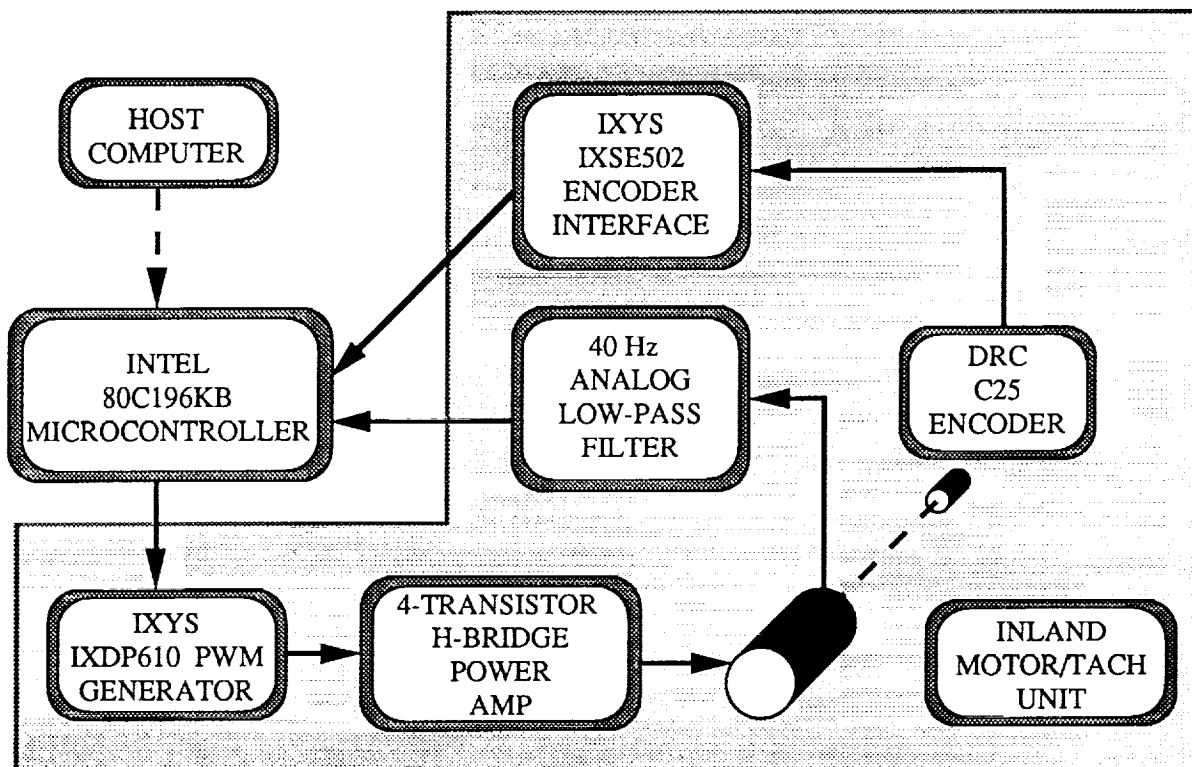 HOST
COMPUTER
IXYS
IXSE502
ENCODER
INTERFACE
INTEL
80C196KB
MICROCONTROLLER
40 Hz
ANALOG
LOW-PASS
FILTER
DRC
C25
ENCODER
IXYS
IXDP610 PWM
GENERATOR
4-TRANSISTOR
H-BRIDGE
POWER
AMP
INLAND
MOTOR/TACH
UNIT